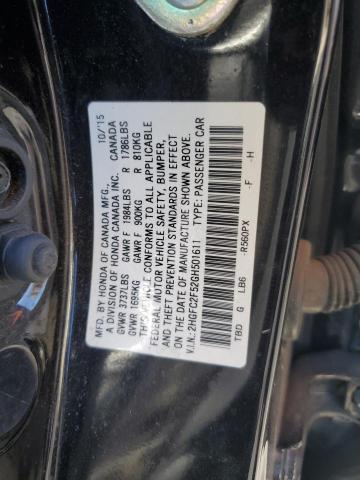 MFD. BY HONDA OF CANADA MFG., 10/15
A DIVISION OF HONDA CANADA INC. CANADA
GVWR 3737LBS GAWR F 1984LBS R 1786LBS
GVWR 1695KG GAWR F 900KG R 810KG
THIS VEHICLE CONFORMS TO ALL APPLICABLE
FEDERAL MOTOR VEHICLE SAFETY, BUMPER,
AND THEFT PREVENTION STANDARDS IN EFFECT
ON THE DATE OF MANUFACTURE SHOWN ABOVE.
V.I.N.: 2HGFC2F52GH501611 TYPE: PASSENGER CAR
TBD G LB6 -R560PX -F -H